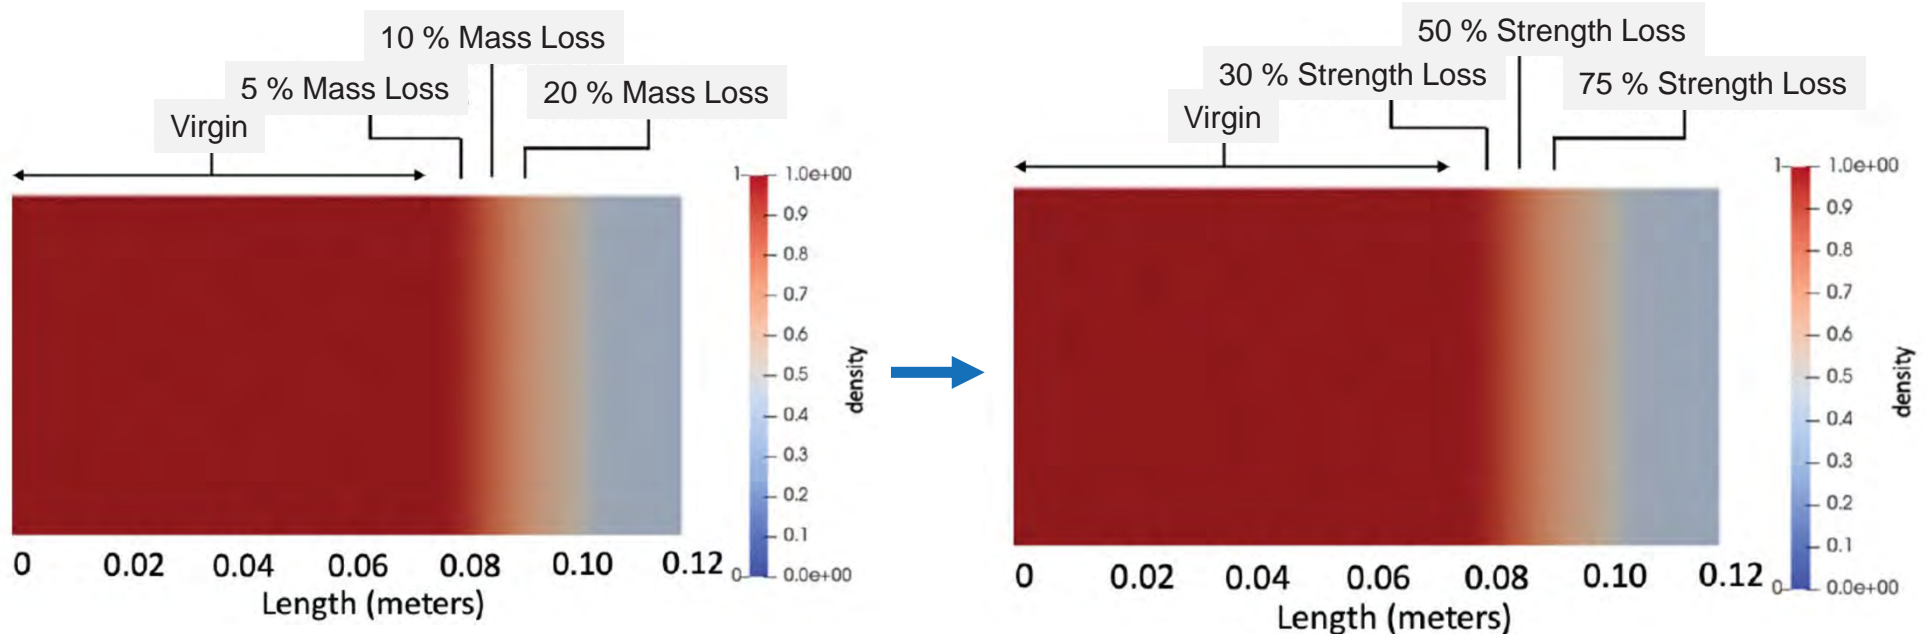 10 % Mass Loss
5 % Mass Loss
20 % Mass Loss
Virgin
1
1.0e+00
0.9
0.8
0.7
0.6
0.5
0.4
0.3
0.2
0.1
0
0.0e+00
density
0 0.02 0.04 0.06 0.08 0.10 0.12
Length (meters)
50 % Strength Loss
30 % Strength Loss
75 % Strength Loss
Virgin
1
1.0e+00
0.9
0.8
0.7
0.6
0.5
0.4
0.3
0.2
0.1
0
0.0e+00
density
0 0.02 0.04 0.06 0.08 0.10 0.12
Length (meters)